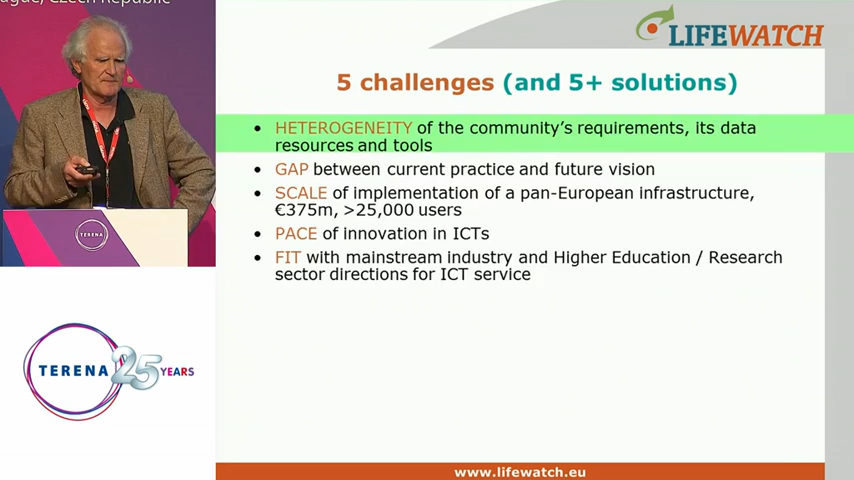 ague, Czech Republic
TERENA
TERENA 25 YEARS
LIFEWATCH
5 challenges (and 5+ solutions)
• HETEROGENEITY of the community's requirements, its data
resources and tools
• GAP between current practice and future vision
• SCALE of implementation of a pan-European infrastructure,
€375m, >25,000 users
• PACE of innovation in ICTs
• FIT with mainstream industry and Higher Education / Research
sector directions for ICT service
www.lifewatch.eu